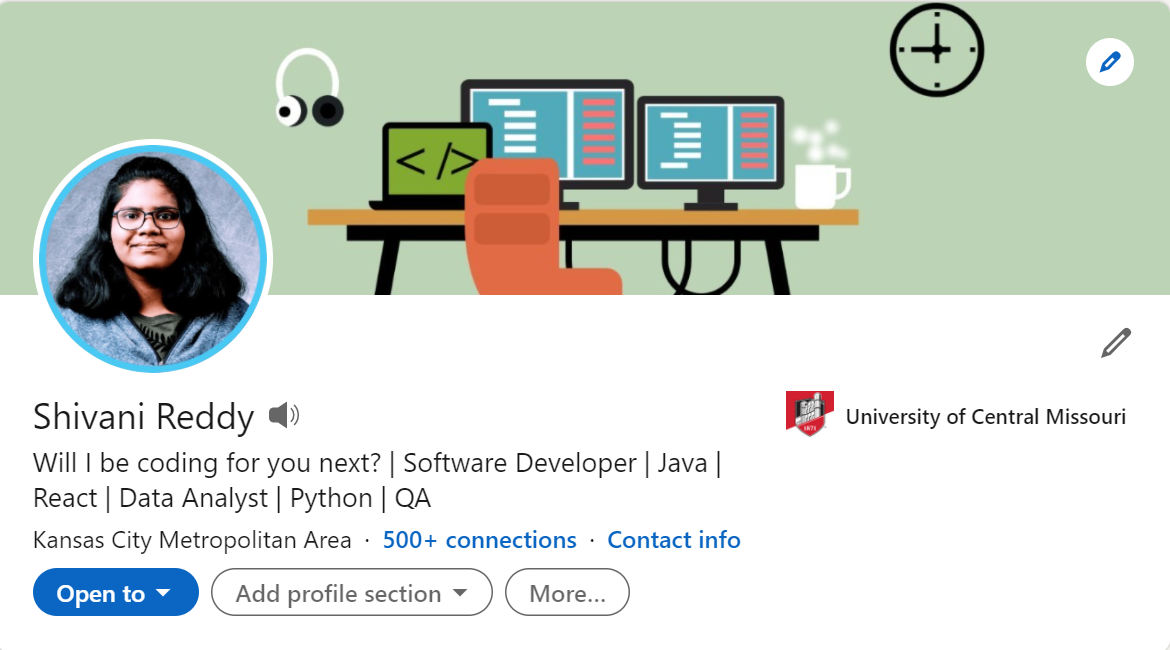 </>
Shivani Reddy
1871
University of Central Missouri
Will I be coding for you next? | Software Developer | Java |
React | Data Analyst | Python | QA
Kansas City Metropolitan Area · 500+ connections · Contact info
Open to
Add profile section
More...